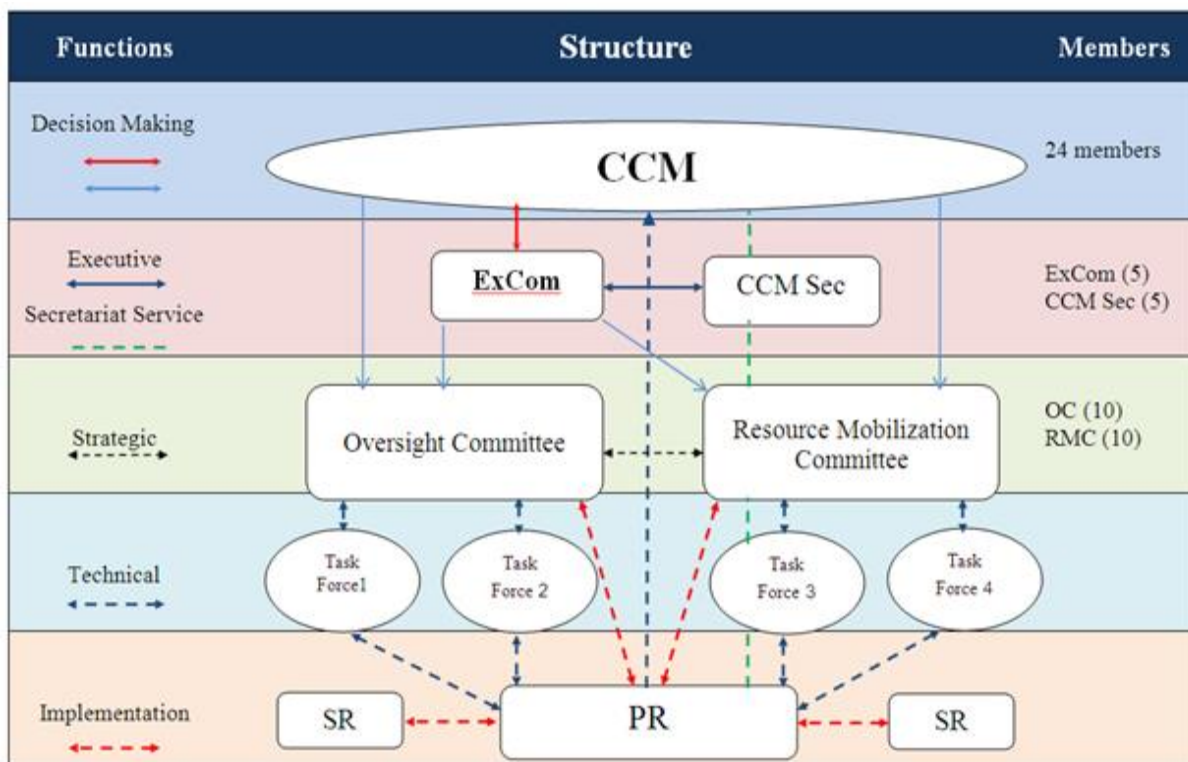 Functions
Structure
Members
Decision Making
CCM
24 members
Executive
Secretariat Service
ExCom
CCM Sec
ExCom (5)
CCM Sec (5)
Strategic
Oversight Committee
Resource Mobilization
Committee
OC (10)
RMC (10)
Technical
Task
Force1
Task
Force 2
Task
Force 3
Task
Force 4
Implementation
SR
PR
SR